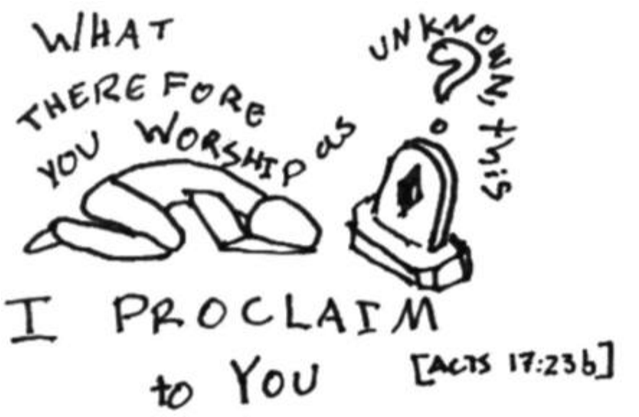 WHAT
THEREFORE
YOU WORSHIP as
UNKNOWN, this
?
I PROCLAIM
to YOU
[ACTS 17:23b]